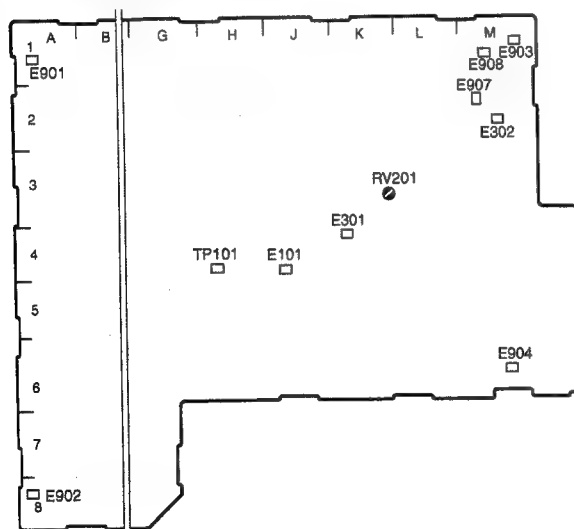 A B G H J K L M
1
E903
E908
E901
E907
2
E302
3
RV201
E301
4
TP101 E101
5
E904
6
7
E902
8